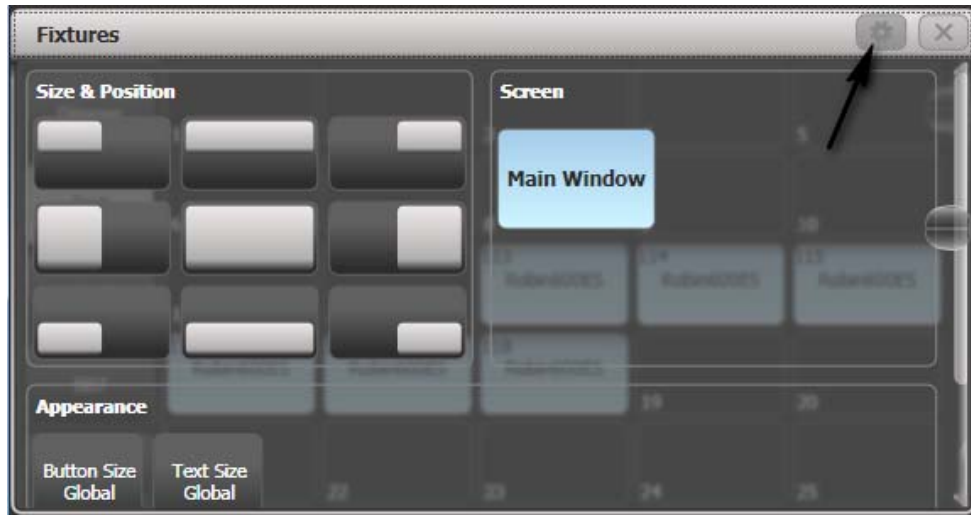 Fixtures
Size & Position
Screen
Main Window
Appearance
Button Size
Global
Text Size
Global
5
10
19
20
22
23
24
25